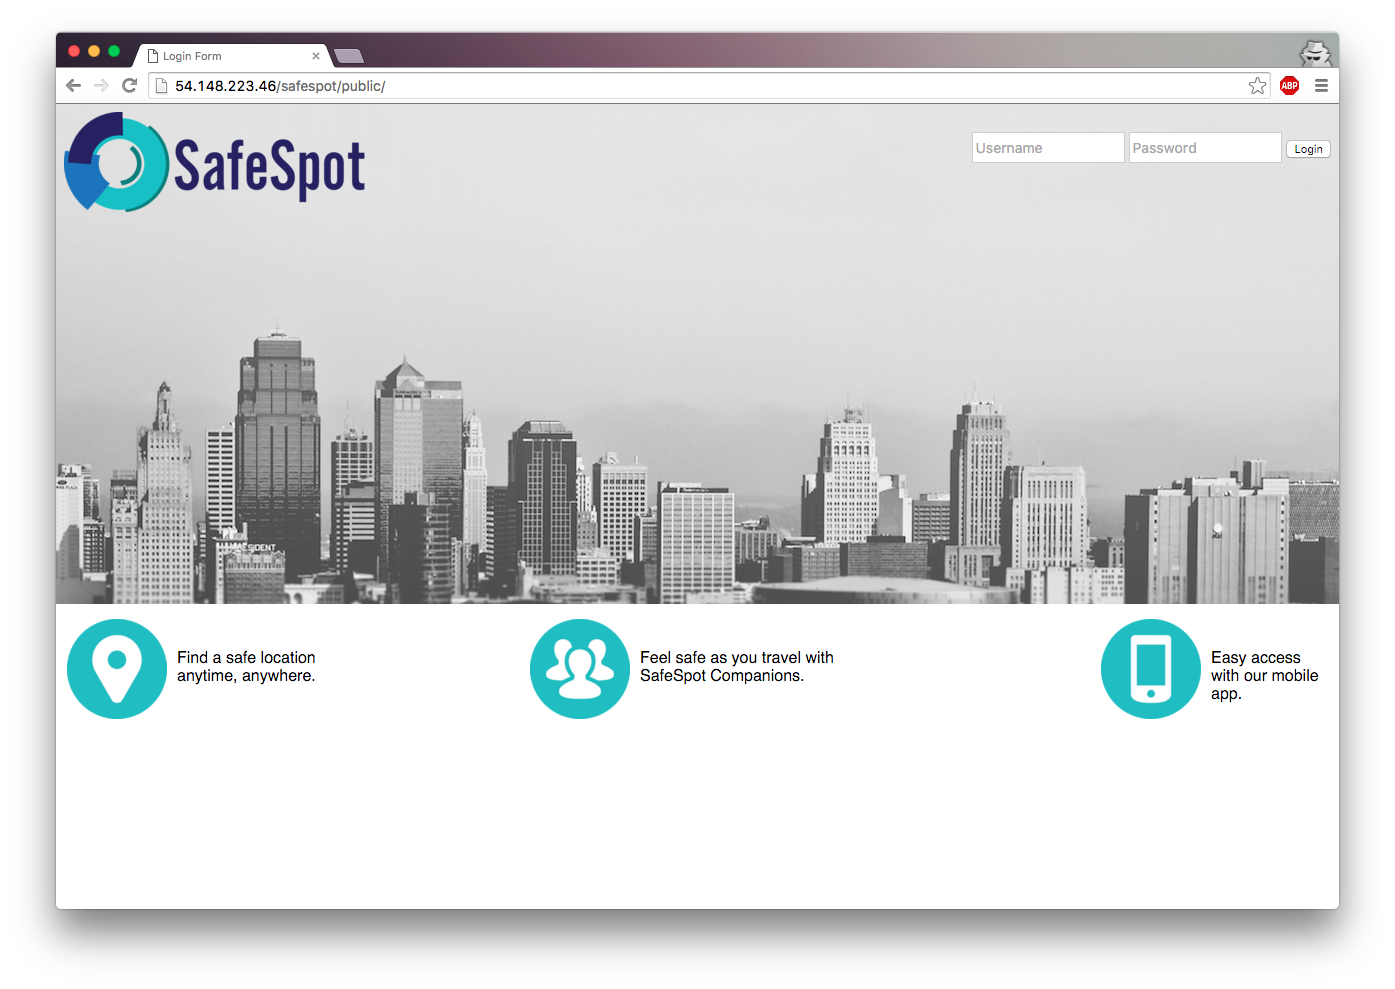 Login Form
54.148.223.46/safespot/public/
ABP
SafeSpot
Username
Password
Login
PRESIDENT
Find a safe location
anytime, anywhere.
Feel safe as you travel with
SafeSpot Companions.
Easy access
with our mobile
app.